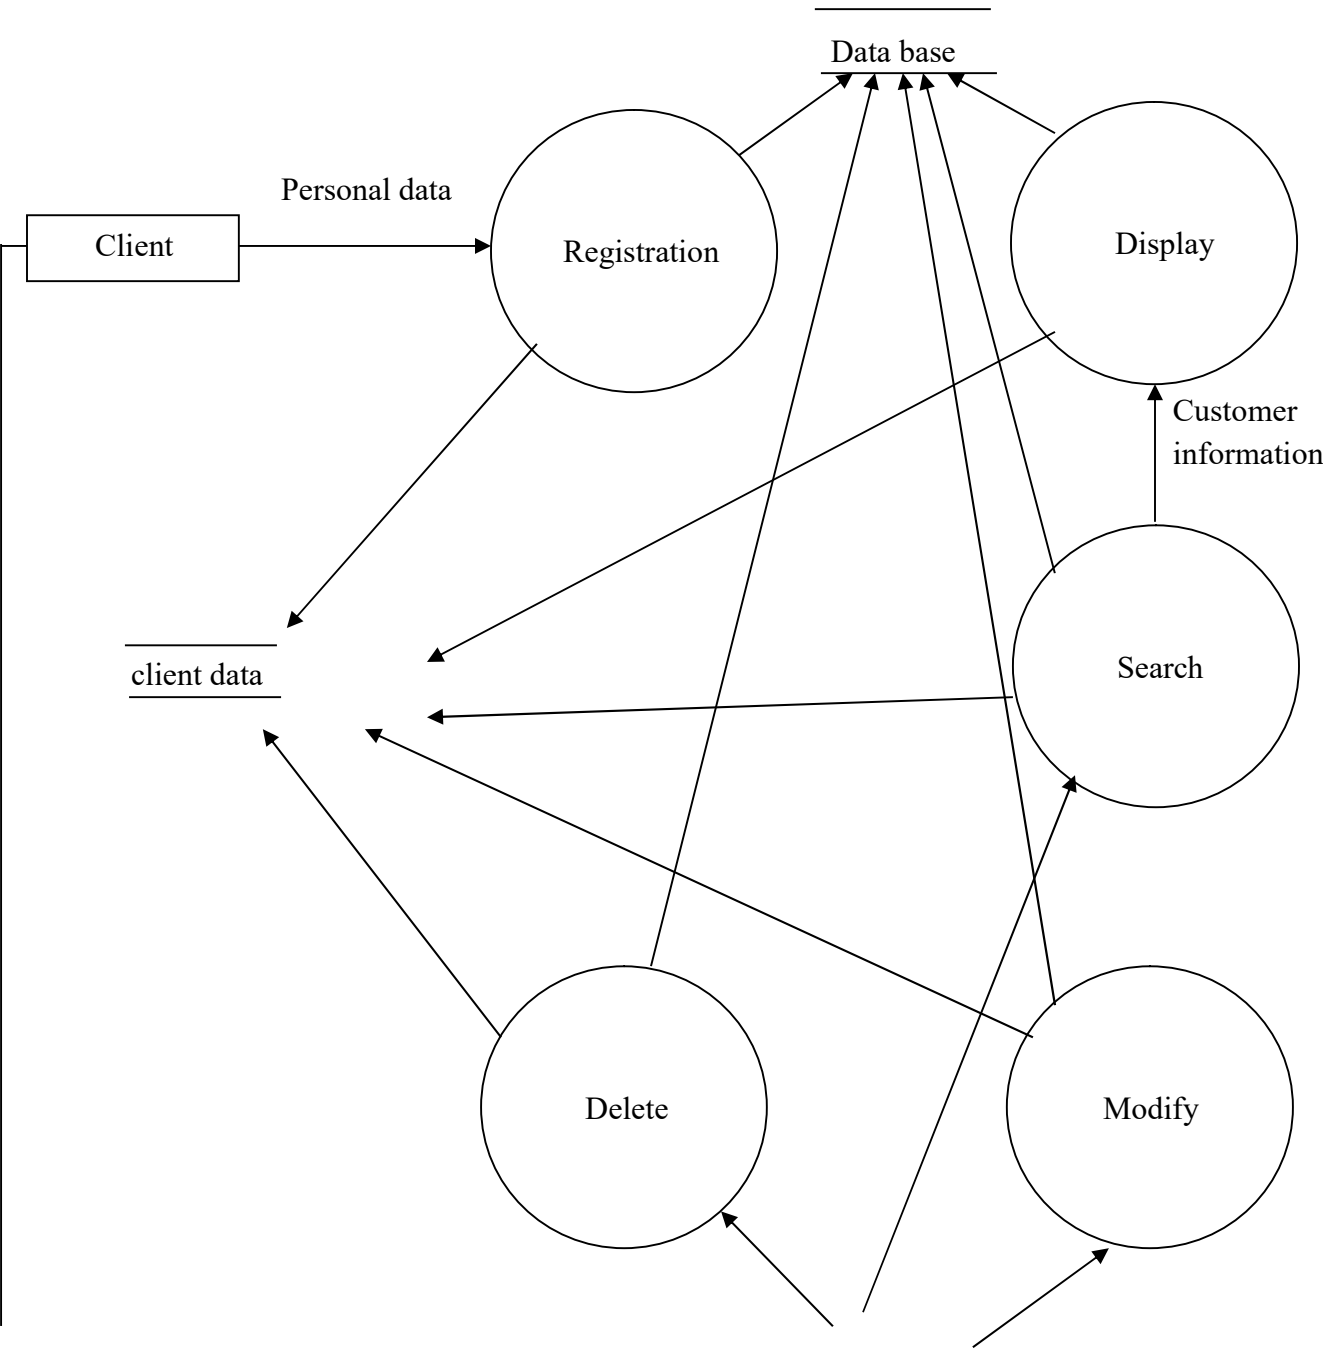 Data base
Personal data
Client
Registration
Display
Customer
information
client data
Search
Delete
Modify